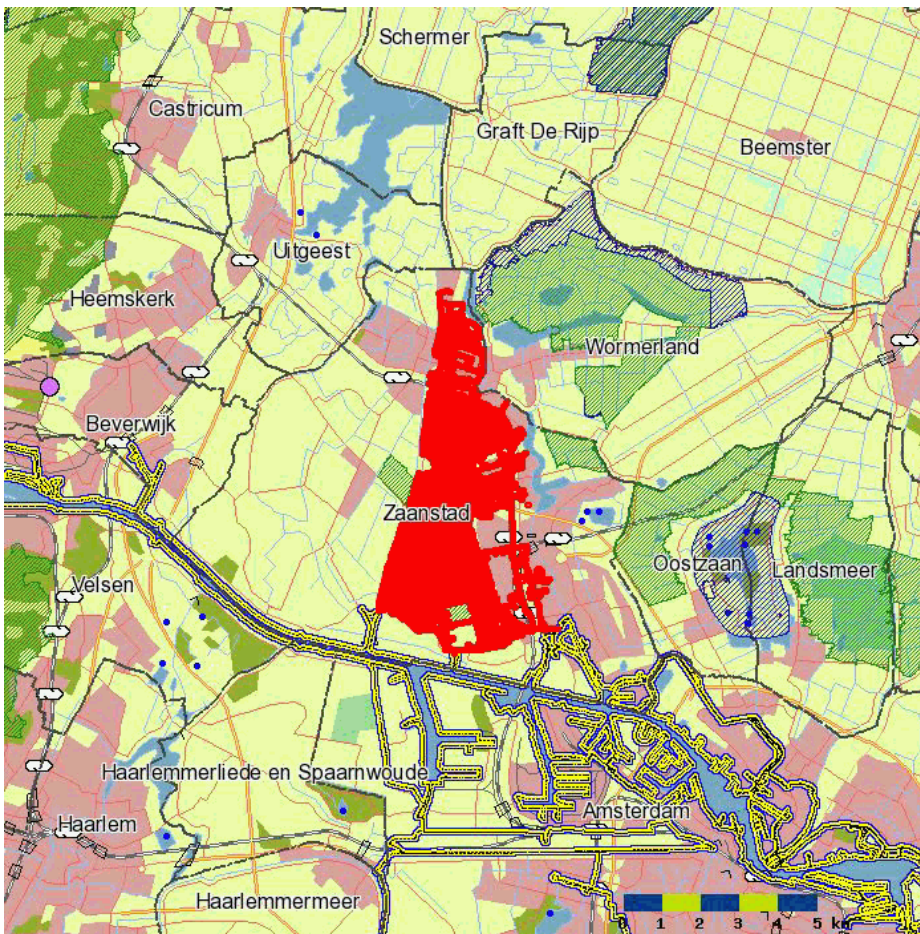 Schermer
Castricum
Graft De Rijp
Beemster
Uitgeest
Heemskerk
Wormerland
Beverwijk
Zaanstad
Oostzaan
Landsmeer
Velsen
Haarlemmerliede en Spaarnwoude
Amsterdam
Haarlem
Haarlemmermeer
0 1 2 3 4 5 km